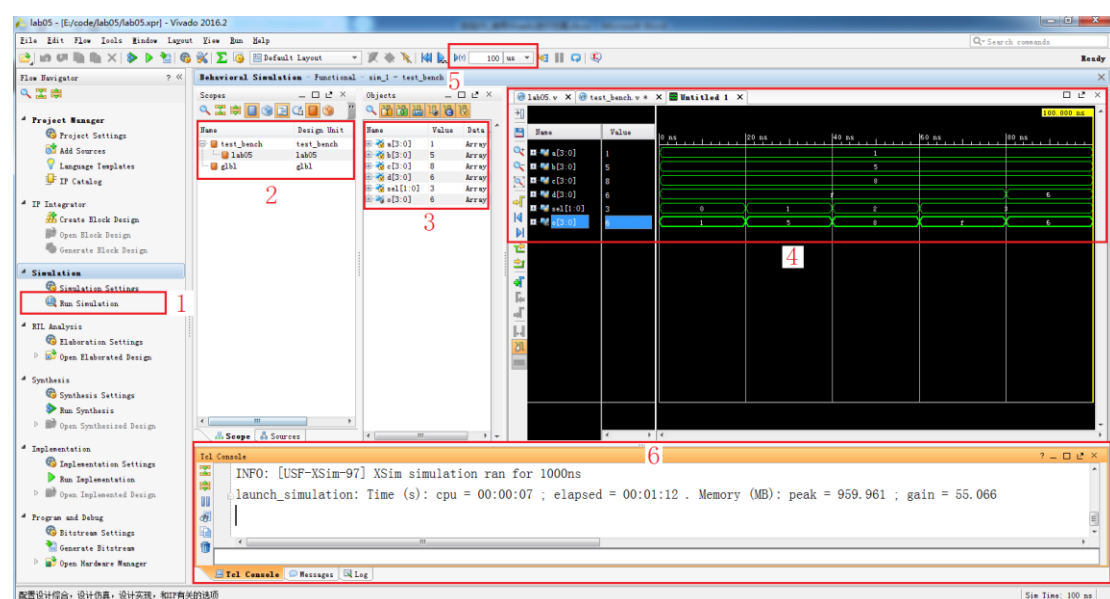 lab05 - [E:/code/lab05/lab05.xpr] - Vivado 2016.2
File Edit Flow Tools Window Layout View Run Help
Search commands
Default Layout
100 us
Ready
5
Flow Navigator
Project Manager
Project Settings
Add Sources
Language Templates
IP Catalog
IP Integrator
Create Block Design
Open Block Design
Generate Block Design
Simulation
Simulation Settings
Run Simulation
1
RTL Analysis
Elaboration Settings
Open Elaborated Design
Synthesis
Synthesis Settings
Run Synthesis
Open Synthesized Design
Implementation
Implementation Settings
Run Implementation
Open Implemented Design
Program and Debug
Bitstream Settings
Generate Bitstream
Open Hardware Manager
Behavioral Simulation - Functional - sim_1 - test_bench
Scopes
Name Design Unit
test_bench test_bench
lab05 lab05
glbl glbl
2
Scope Sources
Objects
Name Value Data
a[3:0] 1 Array
b[3:0] 5 Array
c[3:0] 8 Array
d[3:0] 6 Array
sel[1:0] 3 Array
o[3:0] 6 Array
3
lab05.v test_bench.v * Untitled 1
100.000 ns
Name Value 0 ns 20 ns 40 ns 60 ns 80 ns
a[3:0] 1 1
b[3:0] 5 5
c[3:0] 8 8
d[3:0] 6 f 6
sel[1:0] 3 0 1 2 3
o[3:0] 6 1 5 8 f 6
4
6
Tcl Console
INFO: [USF-XSim-97] XSim simulation ran for 1000ns
launch_simulation: Time (s): cpu = 00:00:07 ; elapsed = 00:01:12 . Memory (MB): peak = 959.961 ; gain = 55.066
Tcl Console Messages Log
配置设计综合，设计仿真，设计实现，和IP有关的选项
Sim Time: 100 ns